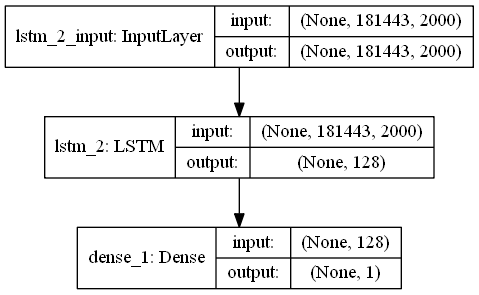 lstm_2_input: InputLayer
input: (None, 181443, 2000)
output: (None, 181443, 2000)
lstm_2: LSTM
input: (None, 181443, 2000)
output: (None, 128)
dense_1: Dense
input: (None, 128)
output: (None, 1)